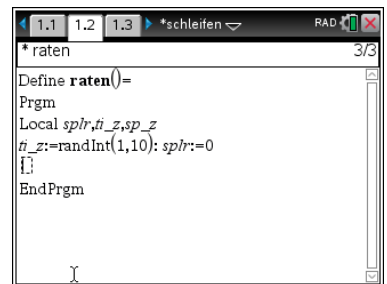 1.1 1.2 1.3 *schleifen RAD
* raten 3/3
Define raten()=
Prgm
Local splr,ti_z,sp_z
ti_z:=randInt(1,10): splr:=0
EndPrgm